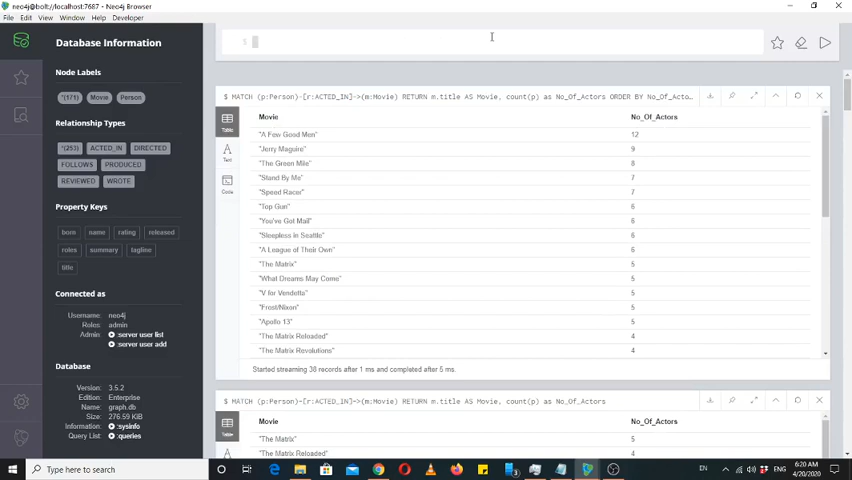 neo4j@bolt://localhost:7687 - Neo4j Browser
File Edit View Window Help Developer
Database Information
Node Labels
*(171) Movie Person
Relationship Types
*(253) ACTED_IN DIRECTED
FOLLOWS PRODUCED
REVIEWED WROTE
Property Keys
born name rating released
roles summary tagline
title
Connected as
Username: neo4j
Roles: admin
Admin: :server user list
:server user add
Database
Version: 3.5.2
Edition: Enterprise
Name: graph.db
Size: 276.59 KiB
Information: :sysinfo
Query List: :queries
1
$ MATCH (p:Person)-[r:ACTED_IN]->(m:Movie) RETURN m.title AS Movie, count(p) as No_Of_Actors ORDER BY No_Of_Acto…
Table
Text
Code
Movie No_Of_Actors
"A Few Good Men" 12
"Jerry Maguire" 9
"The Green Mile" 8
"Stand By Me" 7
"Speed Racer" 7
"Top Gun" 6
"You've Got Mail" 6
"Sleepless in Seattle" 6
"A League of Their Own" 6
"The Matrix" 5
"What Dreams May Come" 5
"V for Vendetta" 5
"Frost/Nixon" 5
"Apollo 13" 5
"The Matrix Reloaded" 4
"The Matrix Revolutions" 4
Started streaming 38 records after 1 ms and completed after 5 ms.
$ MATCH (p:Person)-[r:ACTED_IN]->(m:Movie) RETURN m.title AS Movie, count(p) as No_Of_Actors
Table
Movie No_Of_Actors
"The Matrix" 5
"The Matrix Reloaded" 4
Type here to search
EN
6:20 AM
4/20/2020